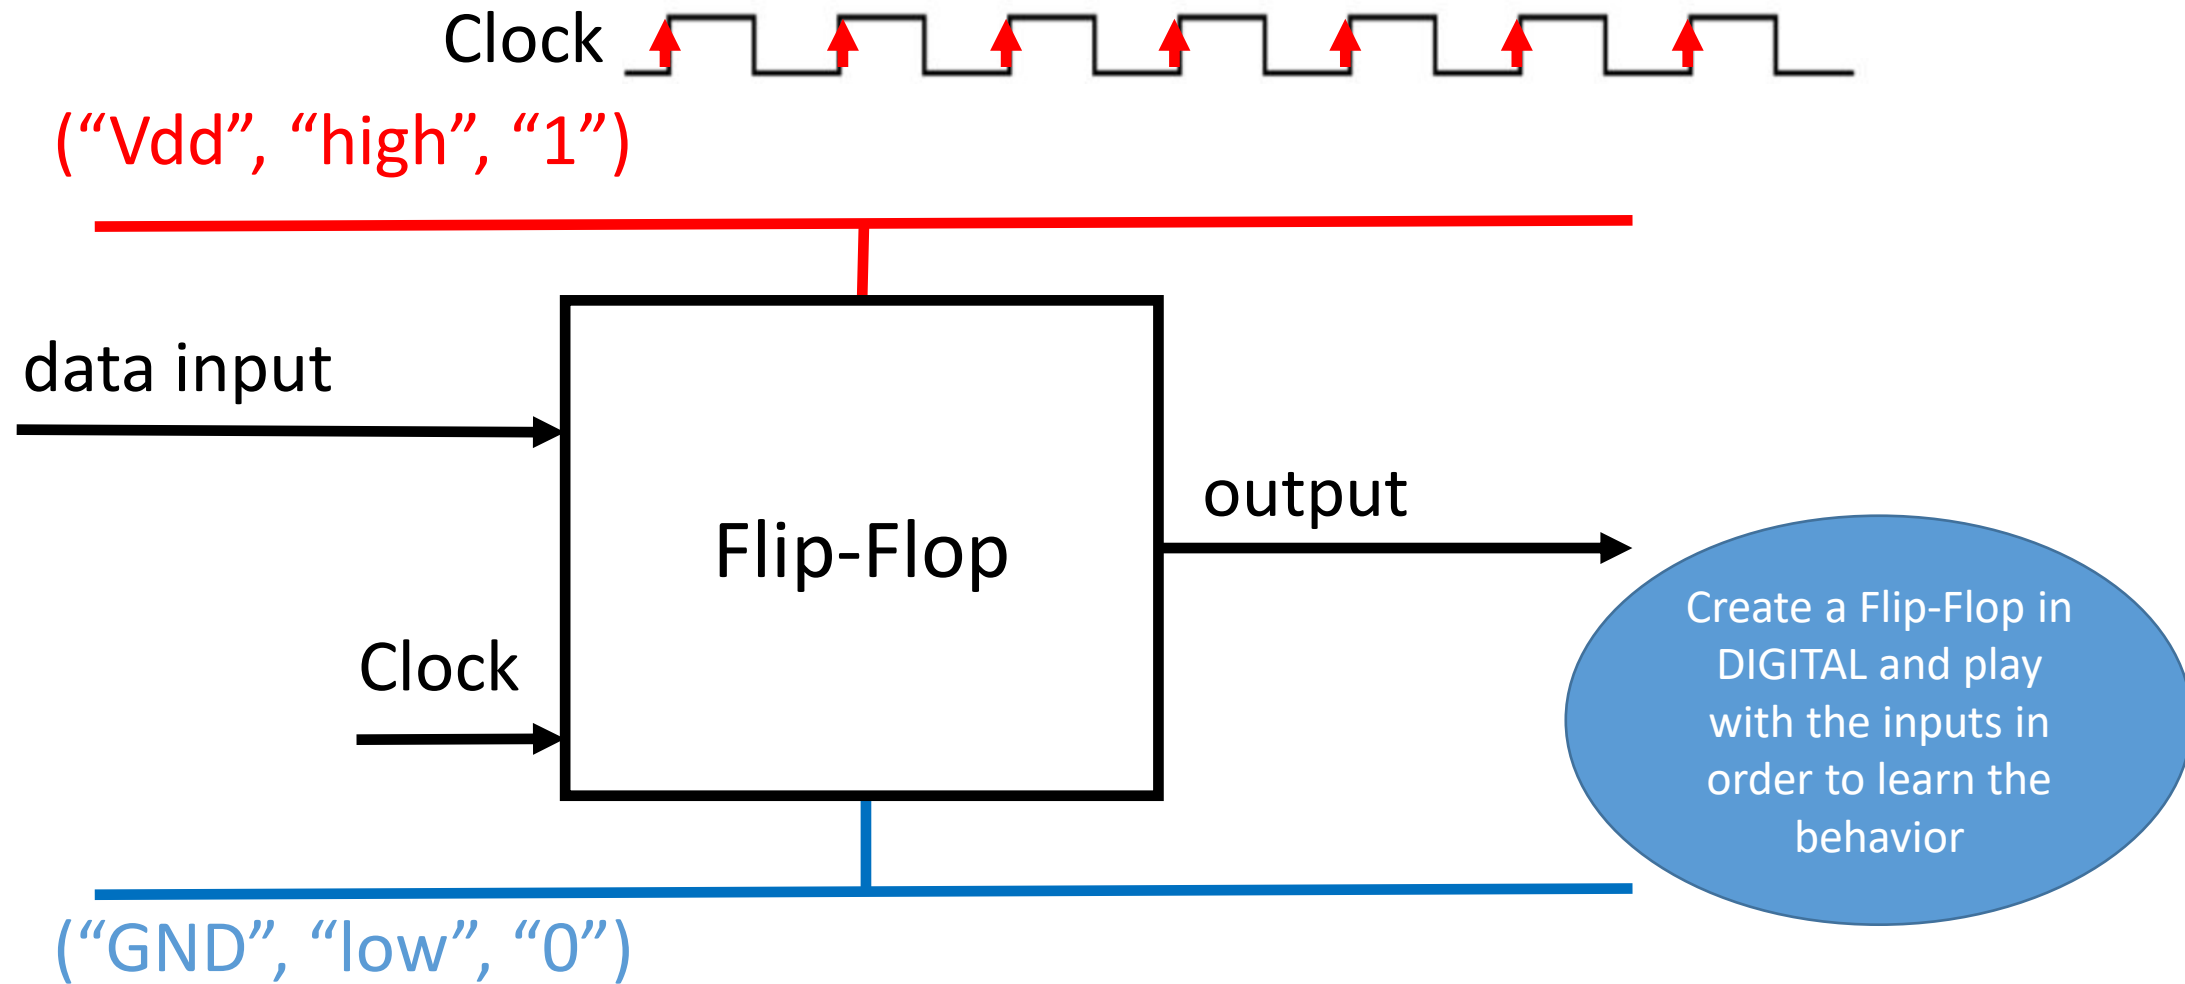 Clock
(“Vdd”, “high”, “1”)
data input
Flip-Flop
output
Clock
Create a Flip-Flop in
DIGITAL and play
with the inputs in
order to learn the
behavior
(“GND”, “low”, “0”)